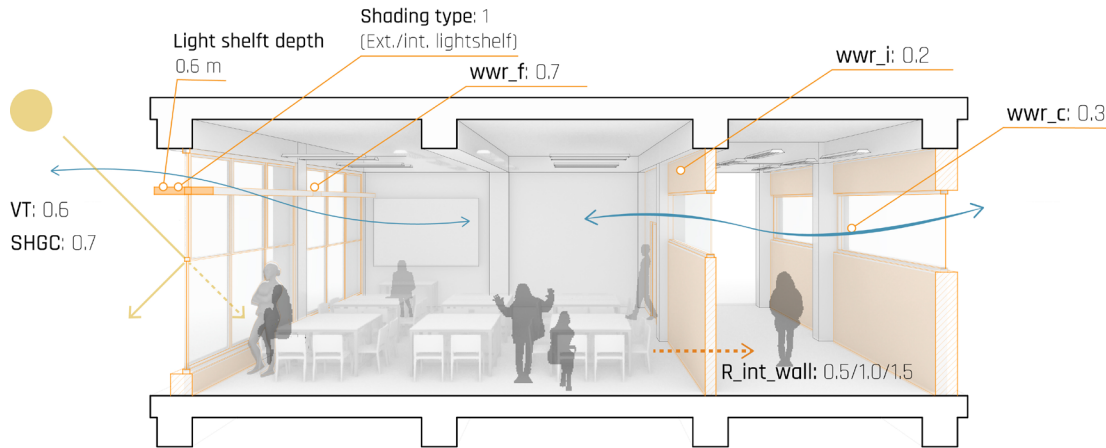 Shading type: 1
(Ext./int. lightshelf)
Light shelft depth
0.6 m
wwr_f: 0.7
wwr_i: 0.2
wwr_c: 0.3
VT: 0.6
SHGC: 0.7
R_int_wall: 0.5/1.0/1.5